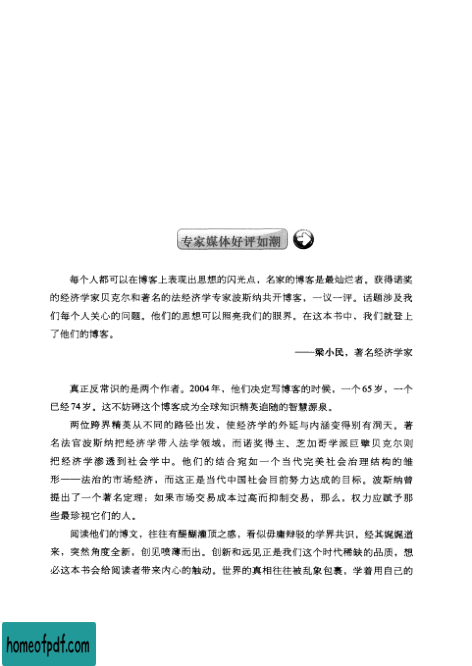 专家媒体好评如潮
每个人都可以在博客上表现出思想的闪光点，名家的博客是最灿烂者。获得诺奖
的经济学家贝克尔和著名的法经济学专家波斯纳共开博客，一议一评。话题涉及我
们每个人关心的问题。他们的思想可以照亮我们的眼界。在这本书中，我们就登上
了他们的博客。
——梁小民，著名经济学家
真正反常识的是两个作者。2004年，他们决定写博客的时候，一个65岁，一个
已经74岁。这不妨碍这个博客成为全球知识精英追随的智慧源泉。
两位跨界精英从不同的路径出发，使经济学的外延与内涵变得别有洞天。著
名法官波斯纳把经济学带入法学领域，而诺奖得主、芝加哥学派巨擘贝克尔则
把经济学渗透到社会学中。他们的结合宛如一个当代完美社会治理结构的雏
形——法治的市场经济，而这正是当代中国社会目前努力达成的目标。波斯纳曾
提出了一个著名定理：如果市场交易成本过高而抑制交易，那么，权力应赋予那
些最珍视它们的人。
阅读他们的博文，往往有醍醐灌顶之感，看似毋庸辩驳的学界共识，经其娓娓道
来，突然角度全新，创见喷薄而出。创新和远见正是我们这个时代稀缺的品质，想
必这本书会给阅读者带来内心的触动。世界的真相往往被乱象包裹，学着用自己的
homeofpdf.com